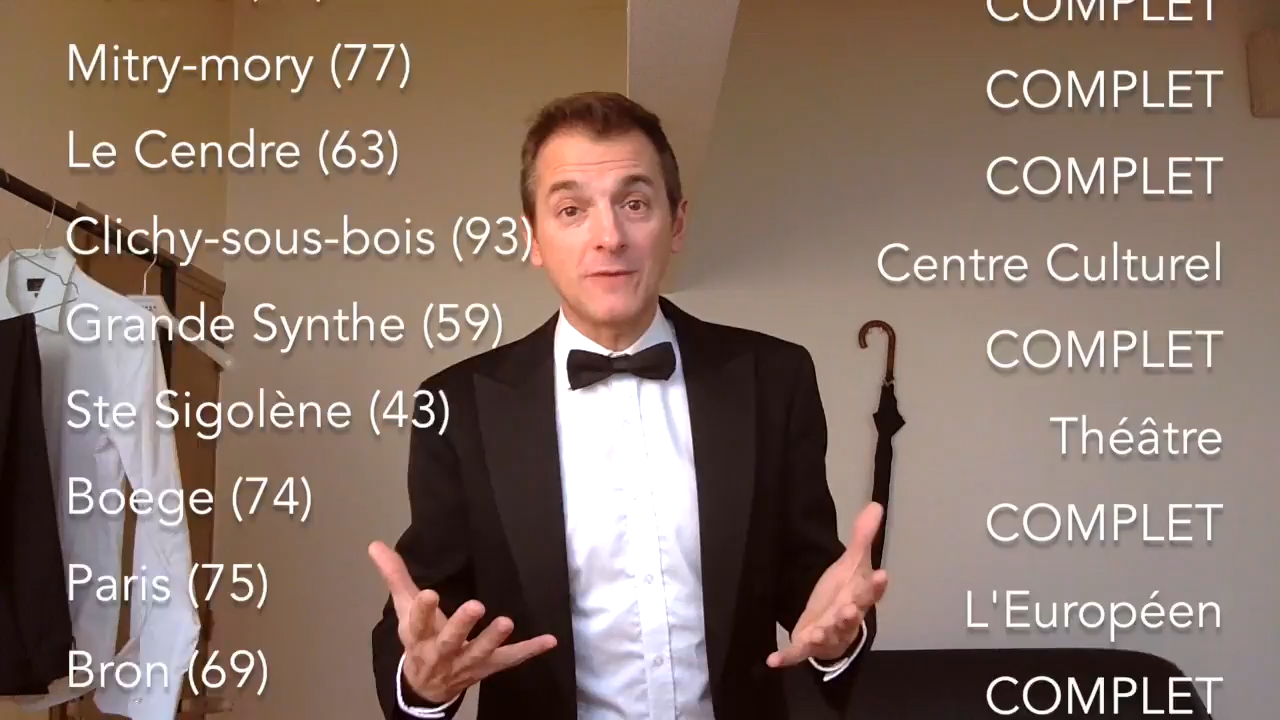 COMPLET
Mitry-mory (77) COMPLET
Le Cendre (63) COMPLET
Clichy-sous-bois (93) Centre Culturel
Grande Synthe (59) COMPLET
Ste Sigolène (43) Théâtre
Boege (74) COMPLET
Paris (75) L'Européen
Bron (69) COMPLET